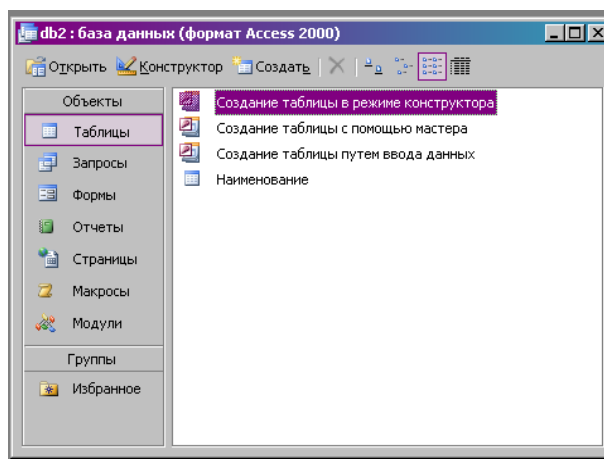 db2 : база данных (формат Access 2000)
Открыть Конструктор Создать
Объекты
Таблицы
Запросы
Формы
Отчеты
Страницы
Макросы
Модули
Группы
Избранное
Создание таблицы в режиме конструктора
Создание таблицы с помощью мастера
Создание таблицы путем ввода данных
Наименование